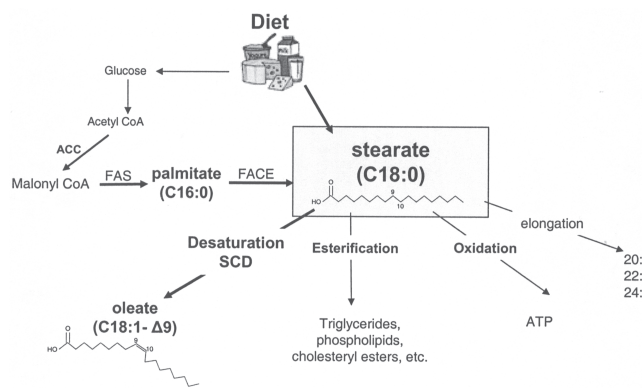 Diet
YOGURT
Milk
Glucose
Acetyl CoA
ACC
Malonyl CoA
FAS
palmitate
(C16:0)
FACE
stearate
(C18:0)
O
HO
9
10
elongation
20:
22:
24:
Desaturation
SCD
Esterification
Oxidation
oleate
(C18:1- Δ9)
O
HO
9
10
Triglycerides,
phospholipids,
cholesteryl esters, etc.
ATP